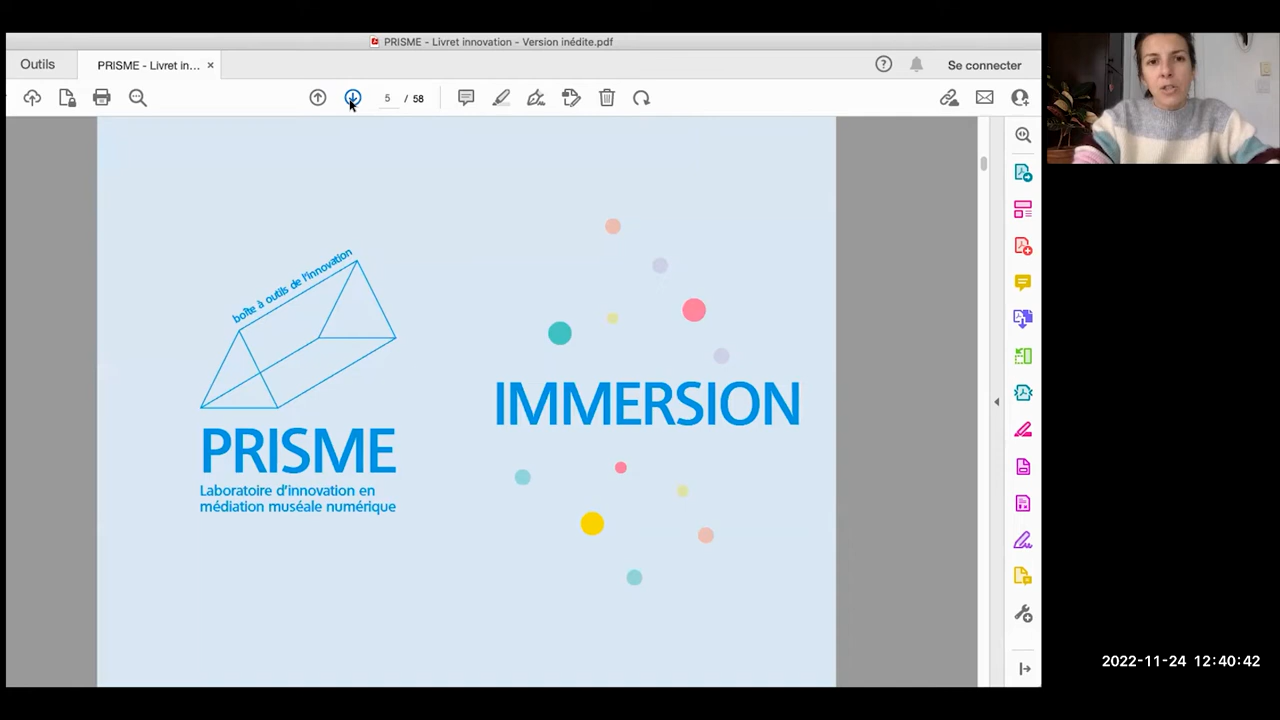 PRISME - Livret innovation - Version inédite.pdf
Outils
PRISME - Livret in... ×
Se connecter
5 / 58
boîte à outils de l'innovation
PRISME
Laboratoire d'innovation en
médiation muséale numérique
IMMERSION
2022-11-24 12:40:42